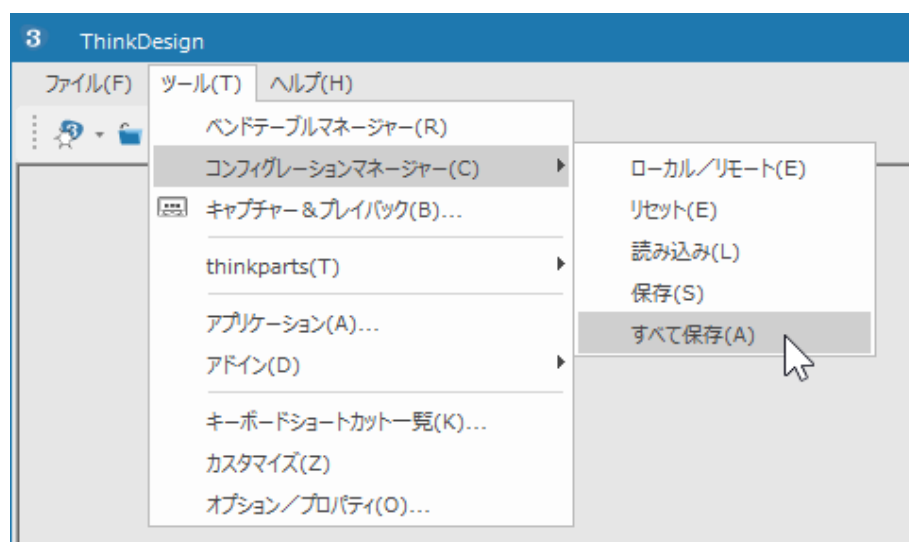 3 ThinkDesign
ファイル(F) ツール(T) ヘルプ(H)
3
ベンドテーブルマネージャー(R)
コンフィグレーションマネージャー(C)
キャプチャー&プレイバック(B)...
thinkparts(T)
アプリケーション(A)...
アドイン(D)
キーボードショートカット一覧(K)...
カスタマイズ(Z)
オプション/プロパティ(O)...
ローカル/リモート(E)
リセット(E)
読み込み(L)
保存(S)
すべて保存(A)